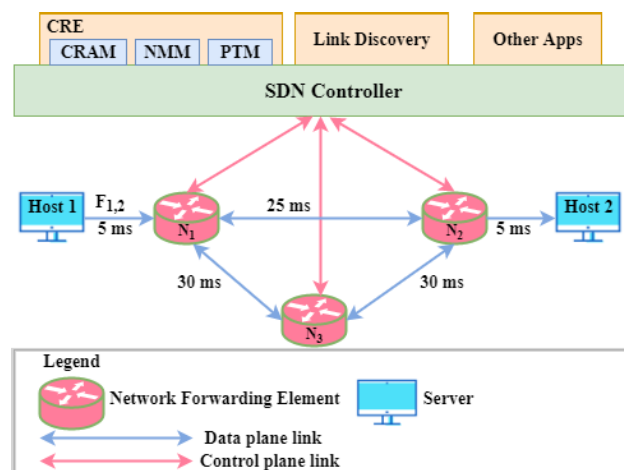 CRE
CRAM NMM PTM
Link Discovery
Other Apps
SDN Controller
Host 1
F1,2
5 ms
N1
25 ms
N2
5 ms
Host 2
30 ms
30 ms
N3
Legend
Network Forwarding Element
Server
Data plane link
Control plane link